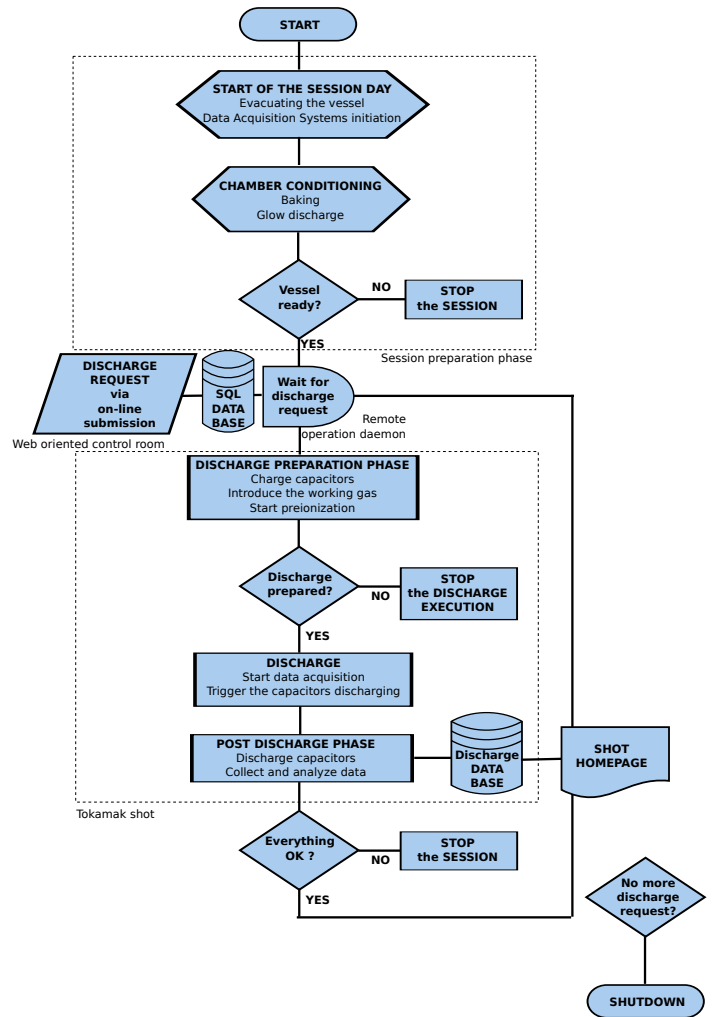 START
START OF THE SESSION DAY
Evacuating the vessel
Data Acquisition Systems initiation
CHAMBER CONDITIONING
Baking
Glow discharge
Vessel
ready?
NO
STOP
the SESSION
YES
Session preparation phase
DISCHARGE
REQUEST
via
on-line
submission
Web oriented control room
SQL
DATA
BASE
Wait for
discharge
request
Remote
operation daemon
DISCHARGE PREPARATION PHASE
Charge capacitors
Introduce the working gas
Start preionization
Discharge
prepared?
NO
STOP
the DISCHARGE
EXECUTION
YES
DISCHARGE
Start data acquisition
Trigger the capacitors discharging
POST DISCHARGE PHASE
Discharge capacitors
Collect and analyze data
Discharge
DATA
BASE
SHOT
HOMEPAGE
Tokamak shot
Everything
OK ?
NO
STOP
the SESSION
YES
No more
discharge
request?
SHUTDOWN